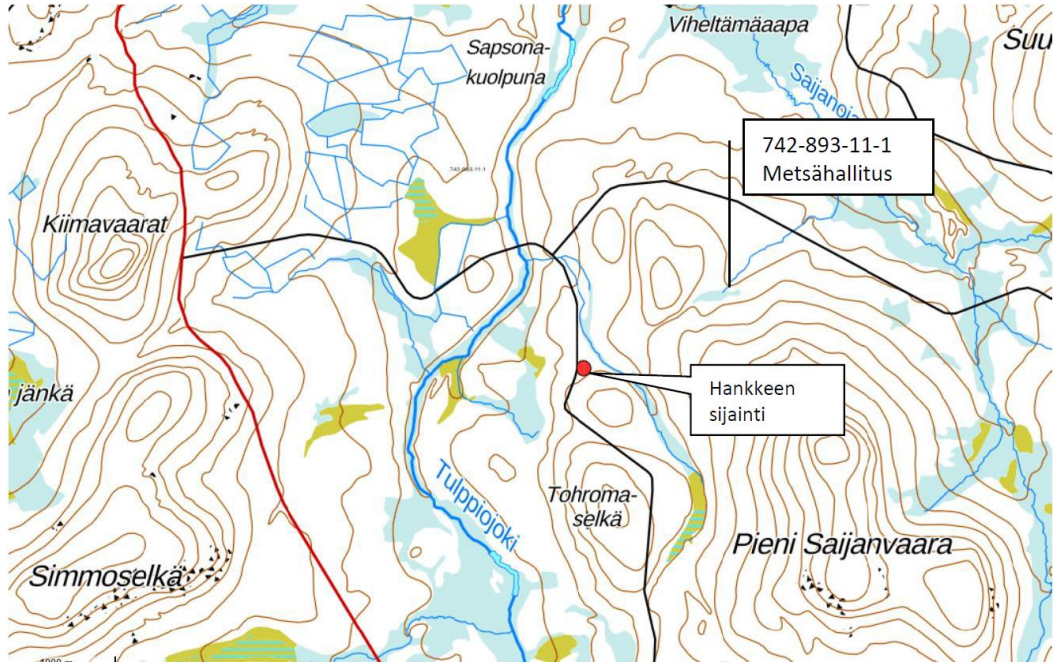 Viheltämäaapa
Suu
Sapsona-
kuolpuna
Saijanoja
742-893-11-1
Metsähallitus
742-893-11-1
Kiimavaarat
jänkä
Hankkeen
sijainti
Tulppiojoki
Tohroma-
selkä
Pieni Saijanvaara
Simmoselkä